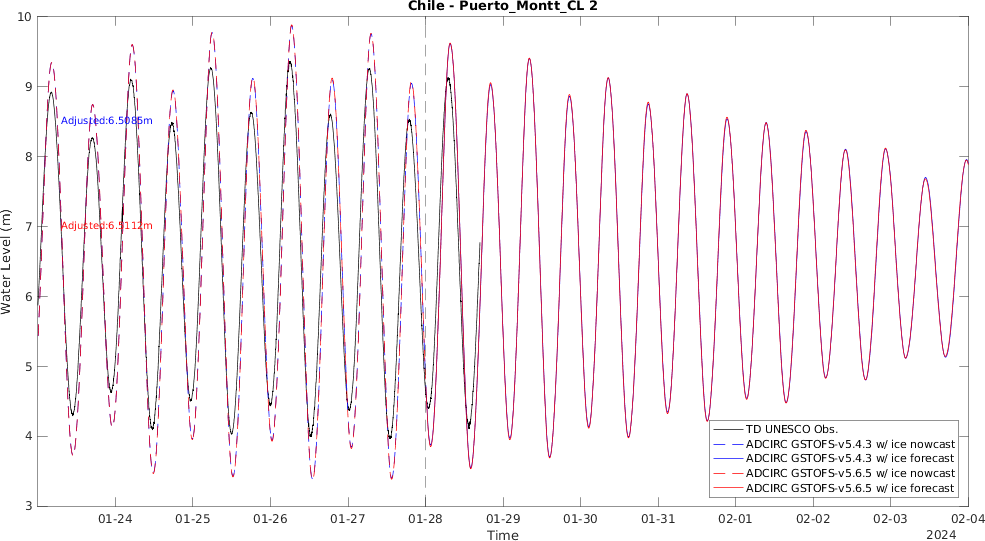 Chile - Puerto_Montt_CL 2
10
9
8
7
6
5
4
3
Water Level (m)
Adjusted:6.5085m
Adjusted:6.5112m
TD UNESCO Obs.
ADCIRC GSTOFS-v5.4.3 w/ ice nowcast
ADCIRC GSTOFS-v5.4.3 w/ ice forecast
ADCIRC GSTOFS-v5.6.5 w/ ice nowcast
ADCIRC GSTOFS-v5.6.5 w/ ice forecast
01-24 01-25 01-26 01-27 01-28 01-29 01-30 01-31 02-01 02-02 02-03 02-04
Time
2024